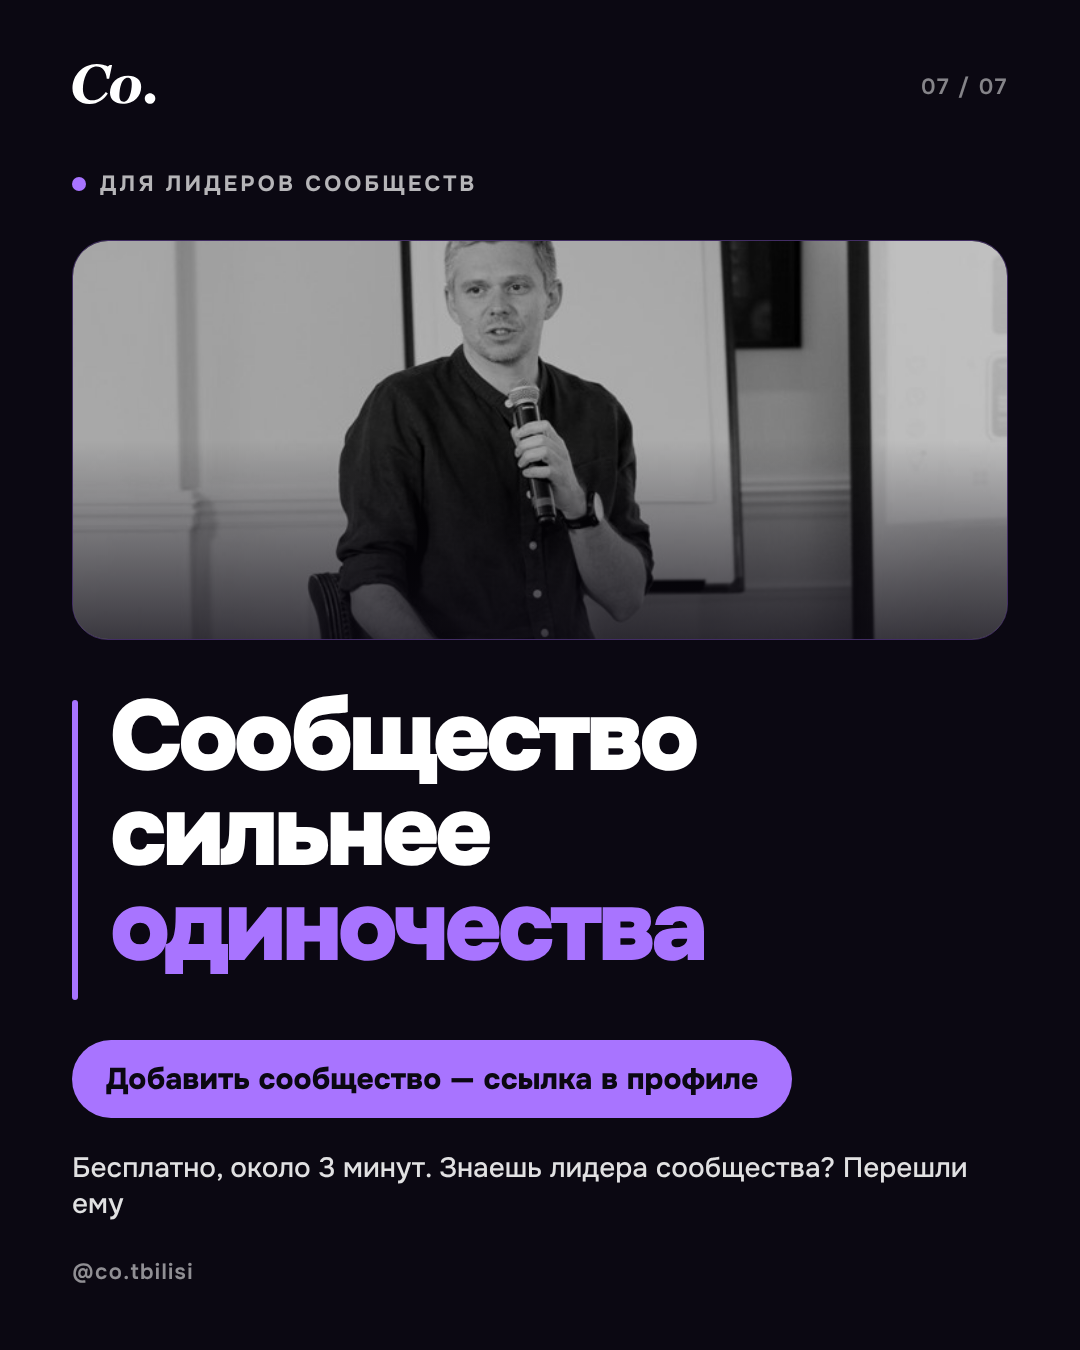 Co.
07 / 07
ДЛЯ ЛИДЕРОВ СООБЩЕСТВ
Сообщество
сильнее
одиночества
Добавить сообщество — ссылка в профиле
Бесплатно, около 3 минут. Знаешь лидера сообщества? Перешли
ему
@co.tbilisi